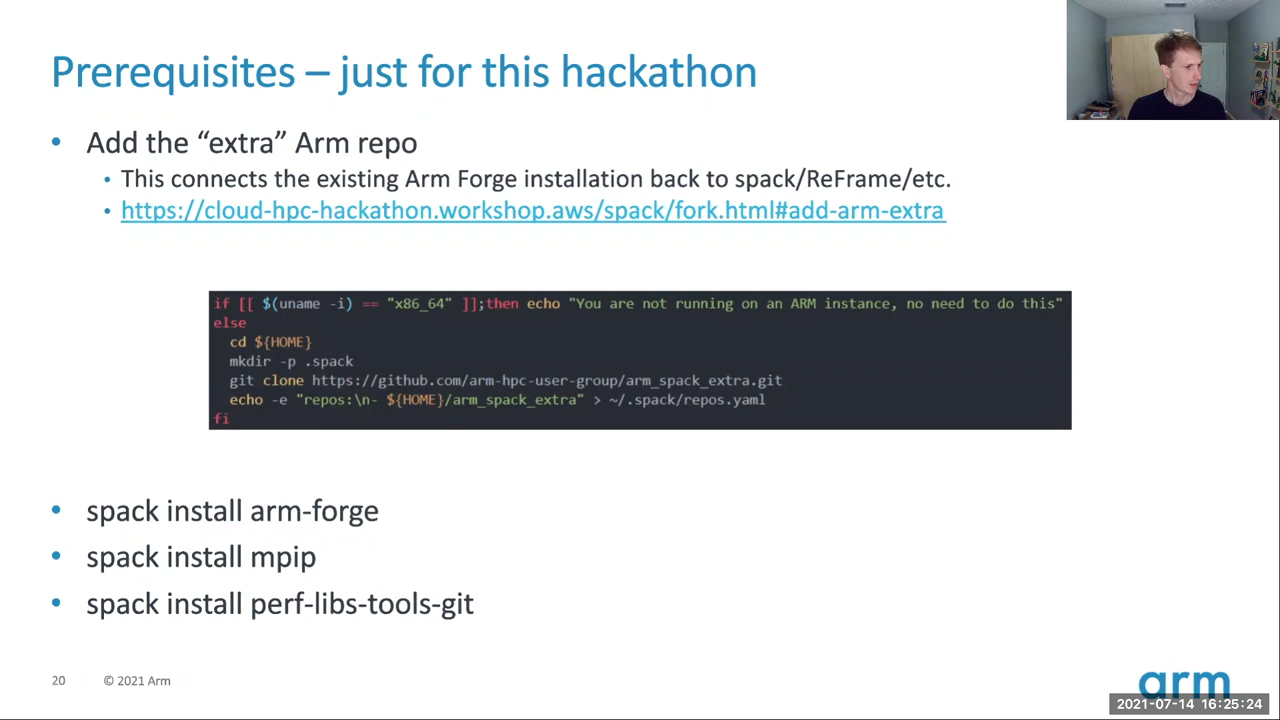 Prerequisites – just for this hackathon
• Add the “extra” Arm repo
• This connects the existing Arm Forge installation back to spack/ReFrame/etc.
• https://cloud-hpc-hackathon.workshop.aws/spack/fork.html#add-arm-extra
if [[ $(uname -i) == "x86_64" ]];then echo "You are not running on an ARM instance, no need to do this"
else
cd ${HOME}
mkdir -p .spack
git clone https://github.com/arm-hpc-user-group/arm_spack_extra.git
echo -e "repos:\n- ${HOME}/arm_spack_extra" > ~/.spack/repos.yaml
fi
• spack install arm-forge
• spack install mpip
• spack install perf-libs-tools-git
20 © 2021 Arm
arm
2021-07-14 16:25:24